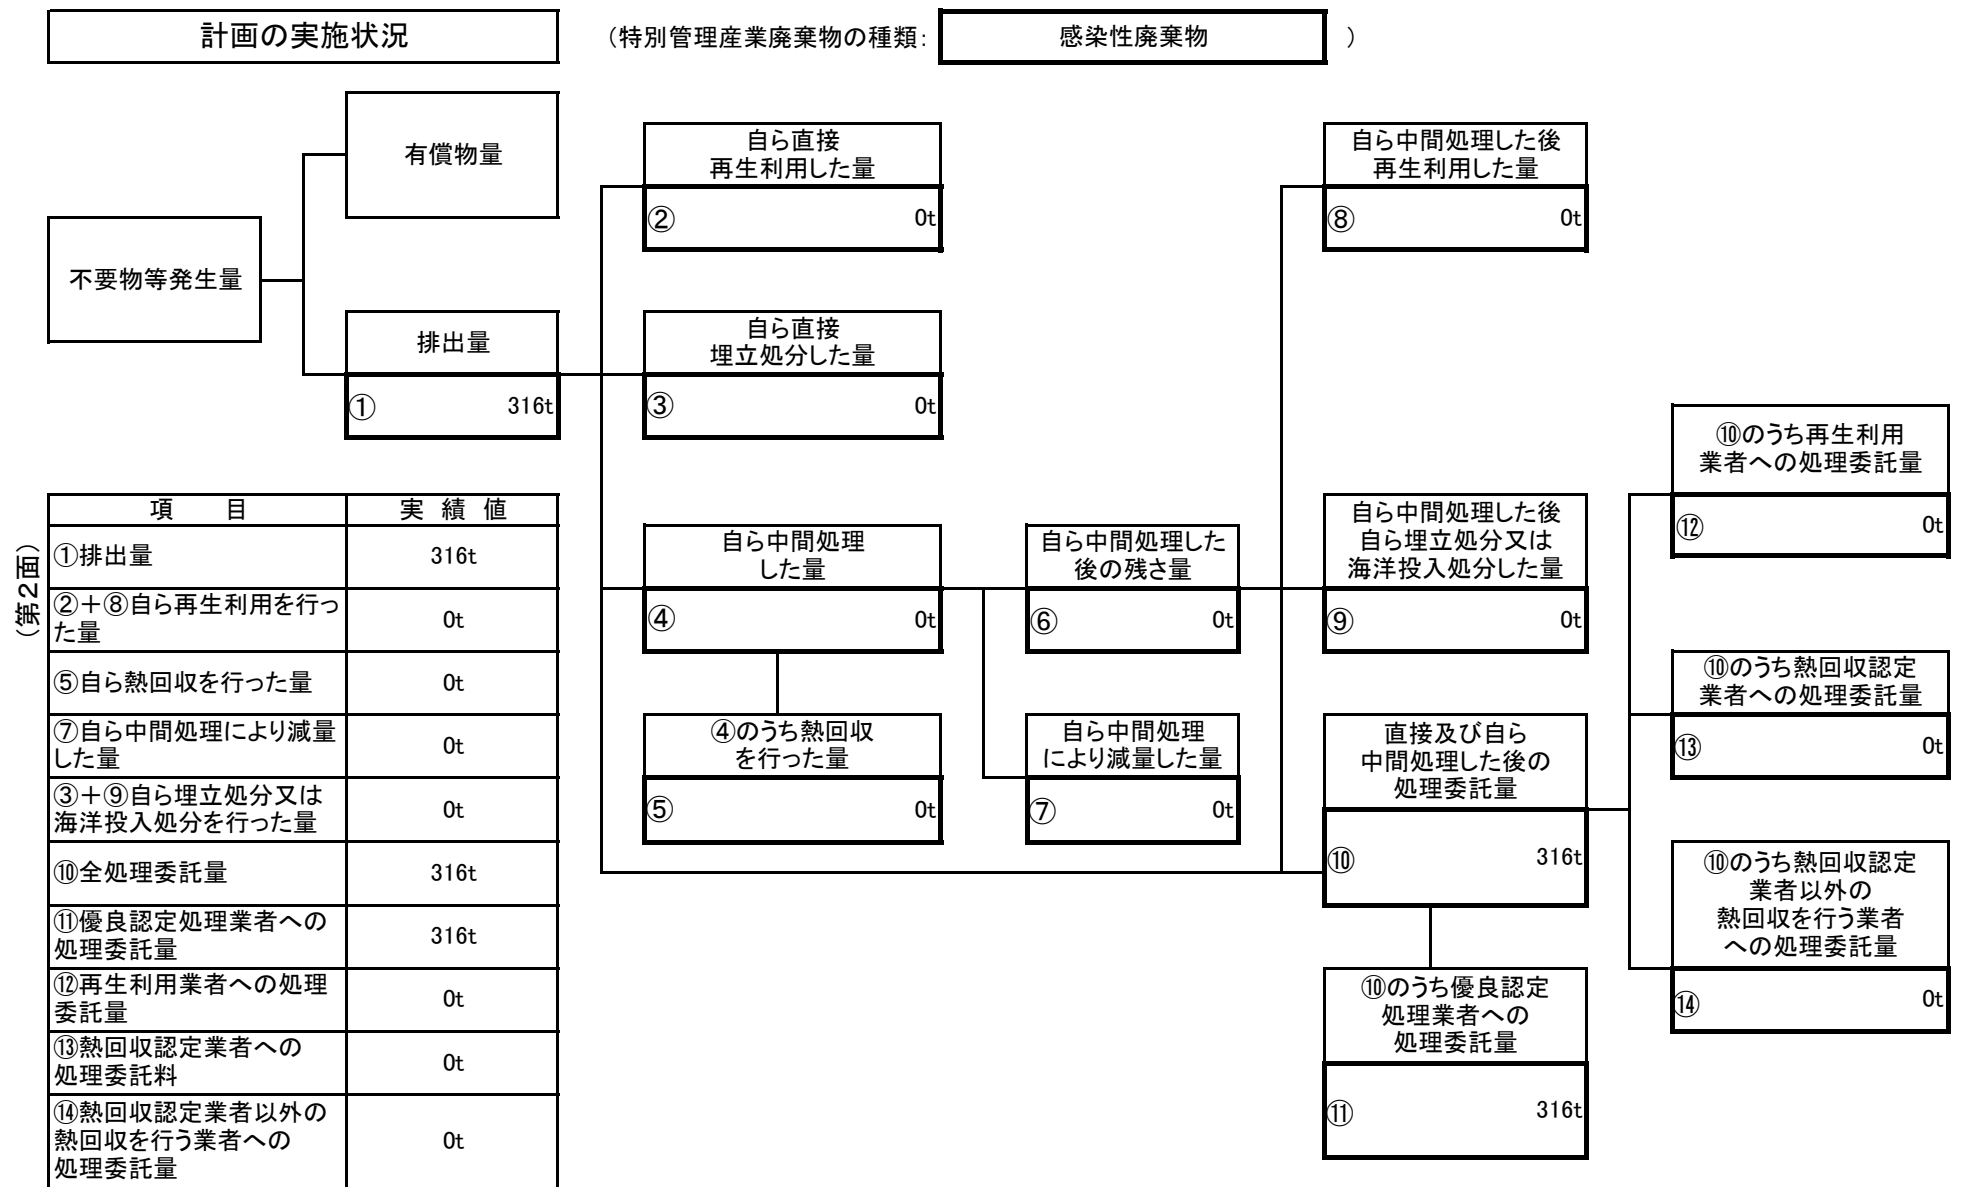 計画の実施状況
（特別管理産業廃棄物の種類： 感染性廃棄物 ）
有償物量
不要物等発生量
排出量
① 316t
自ら直接
再生利用した量
② 0t
自ら直接
埋立処分した量
③ 0t
自ら中間処理
した量
④ 0t
④のうち熱回収
を行った量
⑤ 0t
自ら中間処理した
後の残さ量
⑥ 0t
自ら中間処理
により減量した量
⑦ 0t
自ら中間処理した後
再生利用した量
⑧ 0t
自ら中間処理した後
自ら埋立処分又は
海洋投入処分した量
⑨ 0t
直接及び自ら
中間処理した後の
処理委託量
⑩ 316t
⑩のうち優良認定
処理業者への
処理委託量
⑪ 316t
⑩のうち再生利用
業者への処理委託量
⑫ 0t
⑩のうち熱回収認定
業者への処理委託量
⑬ 0t
⑩のうち熱回収認定
業者以外の
熱回収を行う業者
への処理委託量
⑭ 0t
（第２面）
項　目 実 績 値
①排出量 316t
②＋⑧自ら再生利用を行っ
た量 0t
⑤自ら熱回収を行った量 0t
⑦自ら中間処理により減量
した量 0t
③＋⑨自ら埋立処分又は
海洋投入処分を行った量 0t
⑩全処理委託量 316t
⑪優良認定処理業者への
処理委託量 316t
⑫再生利用業者への処理
委託量 0t
⑬熱回収認定業者への
処理委託料 0t
⑭熱回収認定業者以外の
熱回収を行う業者への
処理委託量 0t